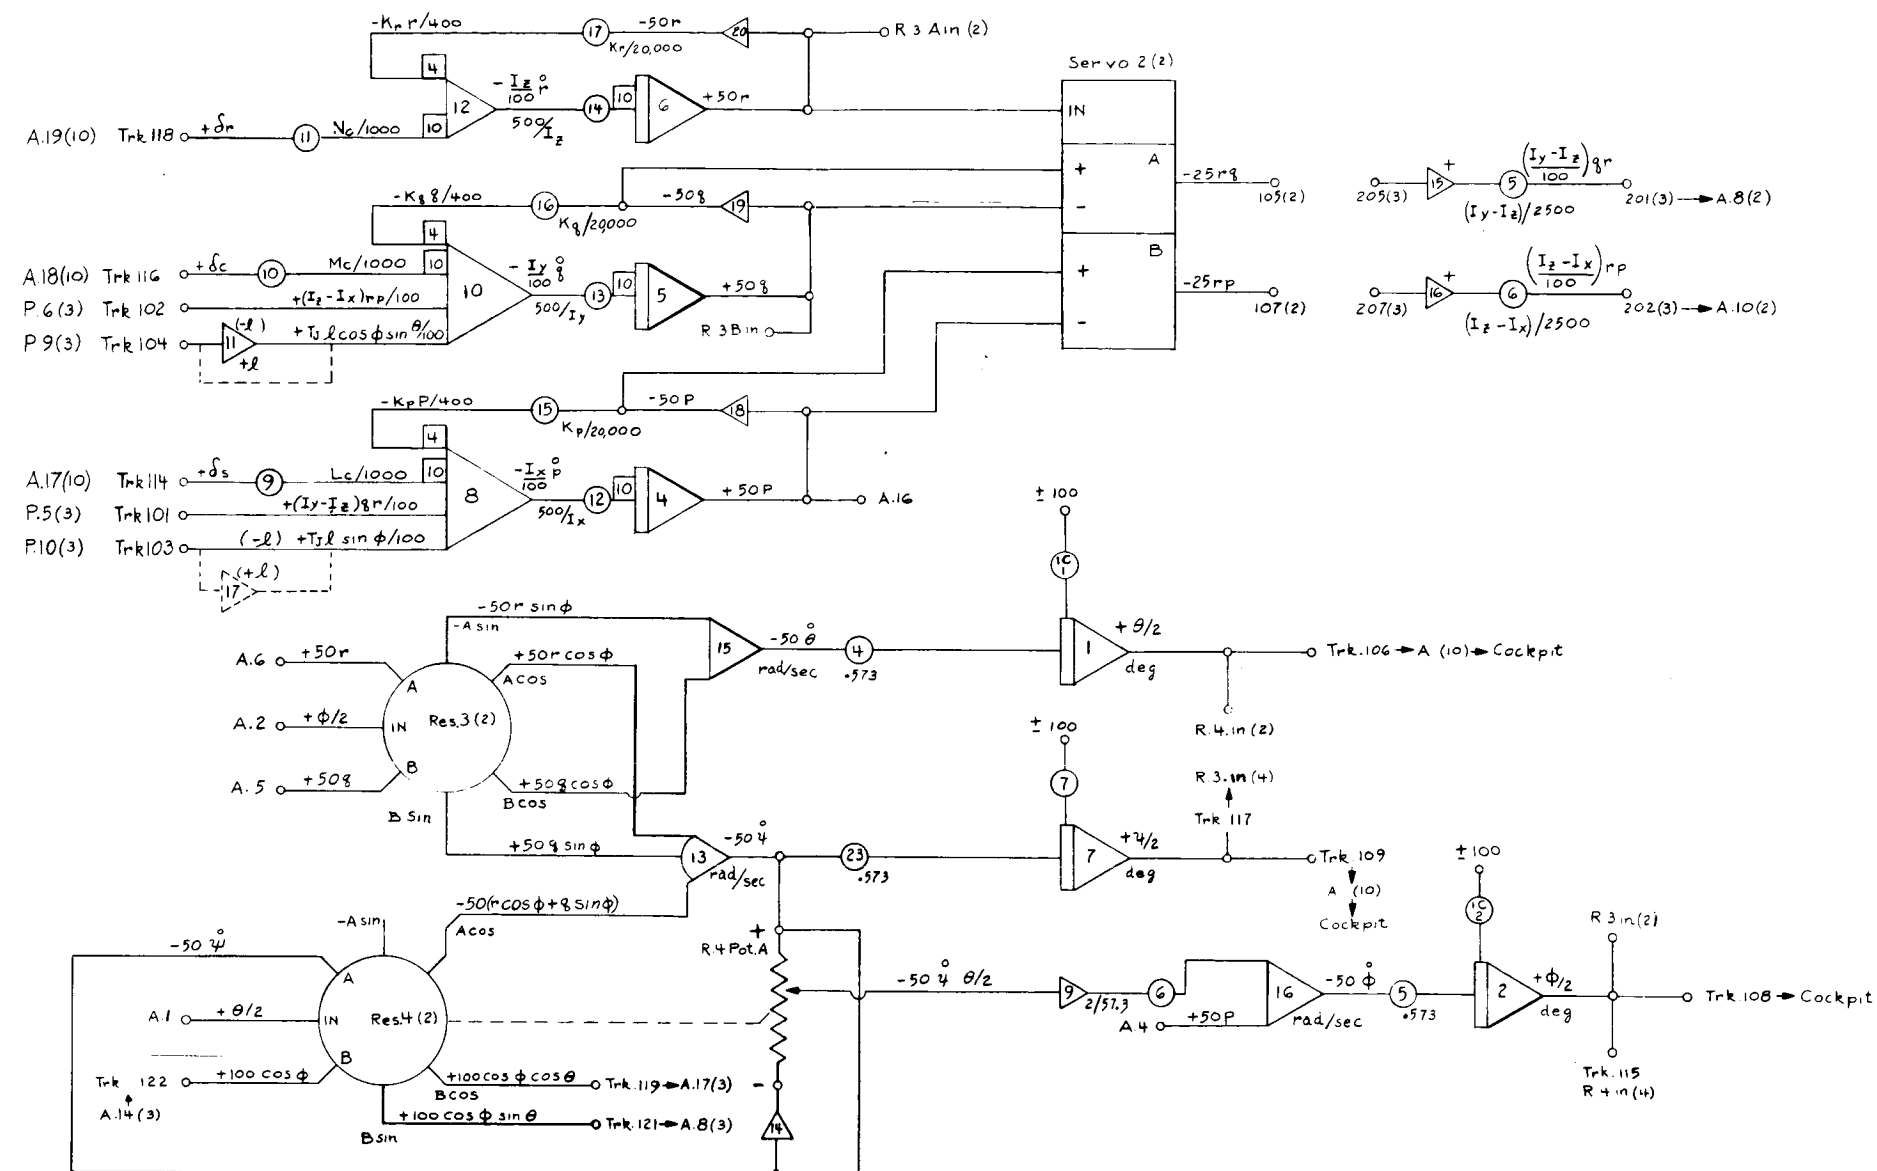 -Kr r/400
17
-50r
Kr/20,000
20
R 3 A in (2)
Servo 2 (2)
4
12
-Iz/100 r̊
14
500/Iz
10
6
+50r
IN
A.19(10) Trk 118 +δr
11
Nc/1000
10
A
+
-
-25rq
105(2)
205(3)
15
+
5
(Iy-Iz/100)qr
(Iy-Iz)/2500
201(3)→A.8(2)
-Kq q/400
16
-50q
Kq/20,000
19
4
A.18(10) Trk 116 +δc
10
Mc/1000
10
P.6(3) Trk 102
+(Iz-Ix)rp/100
10
-Iy/100 q̊
500/Iy
13
10
5
+50q
R 3 B in
P 9(3) Trk 104
(-l)
11
+l
+TJ l cos ϕ sin θ/100
B
+
-
-25rp
107(2)
207(3)
16
+
6
(Iz-Ix/100)rp
(Iz-Ix)/2500
202(3)→A.10(2)
-Kp P/400
15
-50P
Kp/20,000
18
4
A.17(10) Trk 114 +δs
9
Lc/1000
10
P.5(3) Trk 101
+(Iy-Iz)qr/100
8
-Ix/100 p̊
500/Ix
12
10
4
+50P
A.16
P.10(3) Trk 103
(-l) +TJ l sin ϕ/100
(+l)
17
± 100
IC 1
-50r sin ϕ
-A sin
A.6 +50r
A
+50r cos ϕ
A cos
A.2 +ϕ/2
IN
Res.3 (2)
A.5 +50q
B
+50q cos ϕ
B cos
B Sin
+50q sin ϕ
15
-50 θ̊
rad/sec
4
.573
1
+ θ/2
deg
Trk.106→A (10)→Cockpit
R.4.in (2)
± 100
7
R.3.in (4)
Trk 117
13
-50 ψ̊
rad/sec
23
.573
7
+ψ/2
deg
Trk.109
A (10)
Cockpit
-50(r cos ϕ + q sin ϕ)
A cos
-A sin
-50 ψ̊
A
A.1 + θ/2
IN
Res.4 (2)
B
Trk 122
+100 cos ϕ
A.14 (3)
+100 cos ϕ cos θ
B cos
Trk.119→A.17(3)
+100 cos ϕ sin θ
B sin
Trk.121→A.8(3)
+
R.4 Pot.A
-
14
-50 ψ̊ θ/2
9
2/57.3
6
A.4 +50p
16
-50 ϕ̊
rad/sec
5
.573
± 100
IC 2
2
+ϕ/2
deg
R 3 in (2)
Trk.108→Cockpit
Trk.115
R 4 in (4)